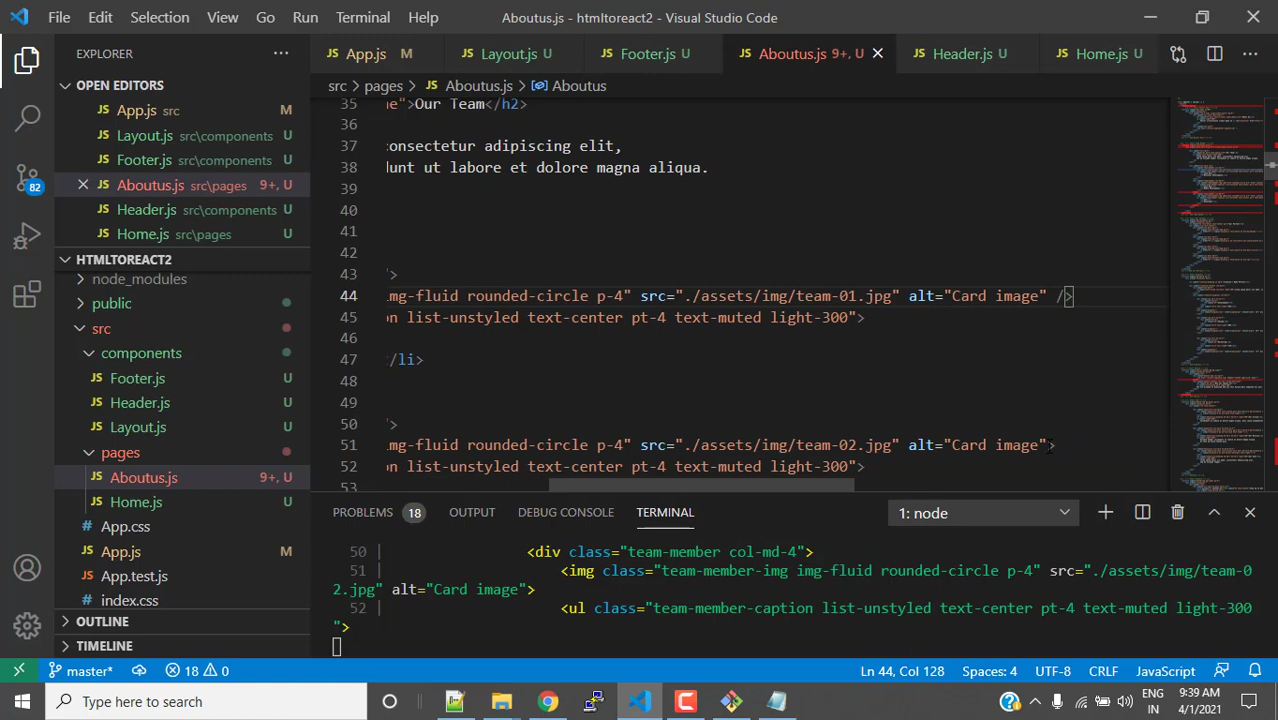 File Edit Selection View Go Run Terminal Help Aboutus.js - htmltoreact2 - Visual Studio Code
EXPLORER
App.js M Layout.js U Footer.js U Aboutus.js 9+, U Header.js U Home.js U
OPEN EDITORS
App.js src M
Layout.js src\components U
Footer.js src\components U
Aboutus.js src\pages 9+, U
Header.js src\components U
Home.js src\pages U
HTMLTOREACT2
node_modules
public
src
components
Footer.js U
Header.js U
Layout.js U
pages
Aboutus.js 9+, U
Home.js U
App.css
App.js M
App.test.js
index.css
OUTLINE
TIMELINE
82
src > pages > JS Aboutus.js > Aboutus
35 me">Our Team</h2>
36
37 consectetur adipiscing elit,
38 dunt ut labore et dolore magna aliqua.
39
40
41
42
43 ">
44 img-fluid rounded-circle p-4" src="./assets/img/team-01.jpg" alt="Card image" />
45 on list-unstyled text-center pt-4 text-muted light-300">
46
47 </li>
48
49
50 ">
51 img-fluid rounded-circle p-4" src="./assets/img/team-02.jpg" alt="Card image">
52 on list-unstyled text-center pt-4 text-muted light-300">
53
PROBLEMS 18 OUTPUT DEBUG CONSOLE TERMINAL 1: node
50 | <div class="team-member col-md-4">
51 | <img class="team-member-img img-fluid rounded-circle p-4" src="./assets/img/team-0
2.jpg" alt="Card image">
52 | <ul class="team-member-caption list-unstyled text-center pt-4 text-muted light-300
">
master* 18 0 Ln 44, Col 128 Spaces: 4 UTF-8 CRLF JavaScript
Type here to search
ENG
IN
9:39 AM
4/1/2021